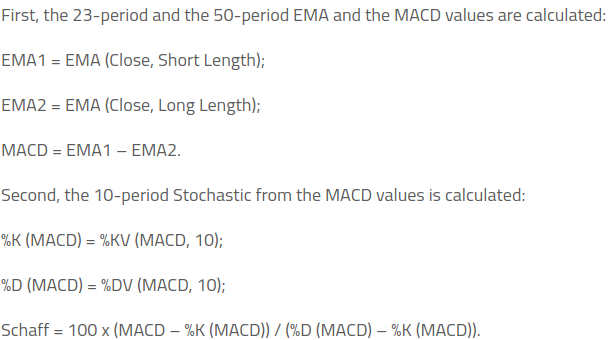 First, the 23-period and the 50-period EMA and the MACD values are calculated:
EMA1 = EMA (Close, Short Length);
EMA2 = EMA (Close, Long Length);
MACD = EMA1 – EMA2.
Second, the 10-period Stochastic from the MACD values is calculated:
%K (MACD) = %KV (MACD, 10);
%D (MACD) = %DV (MACD, 10);
Schaff = 100 x (MACD – %K (MACD)) / (%D (MACD) – %K (MACD)).